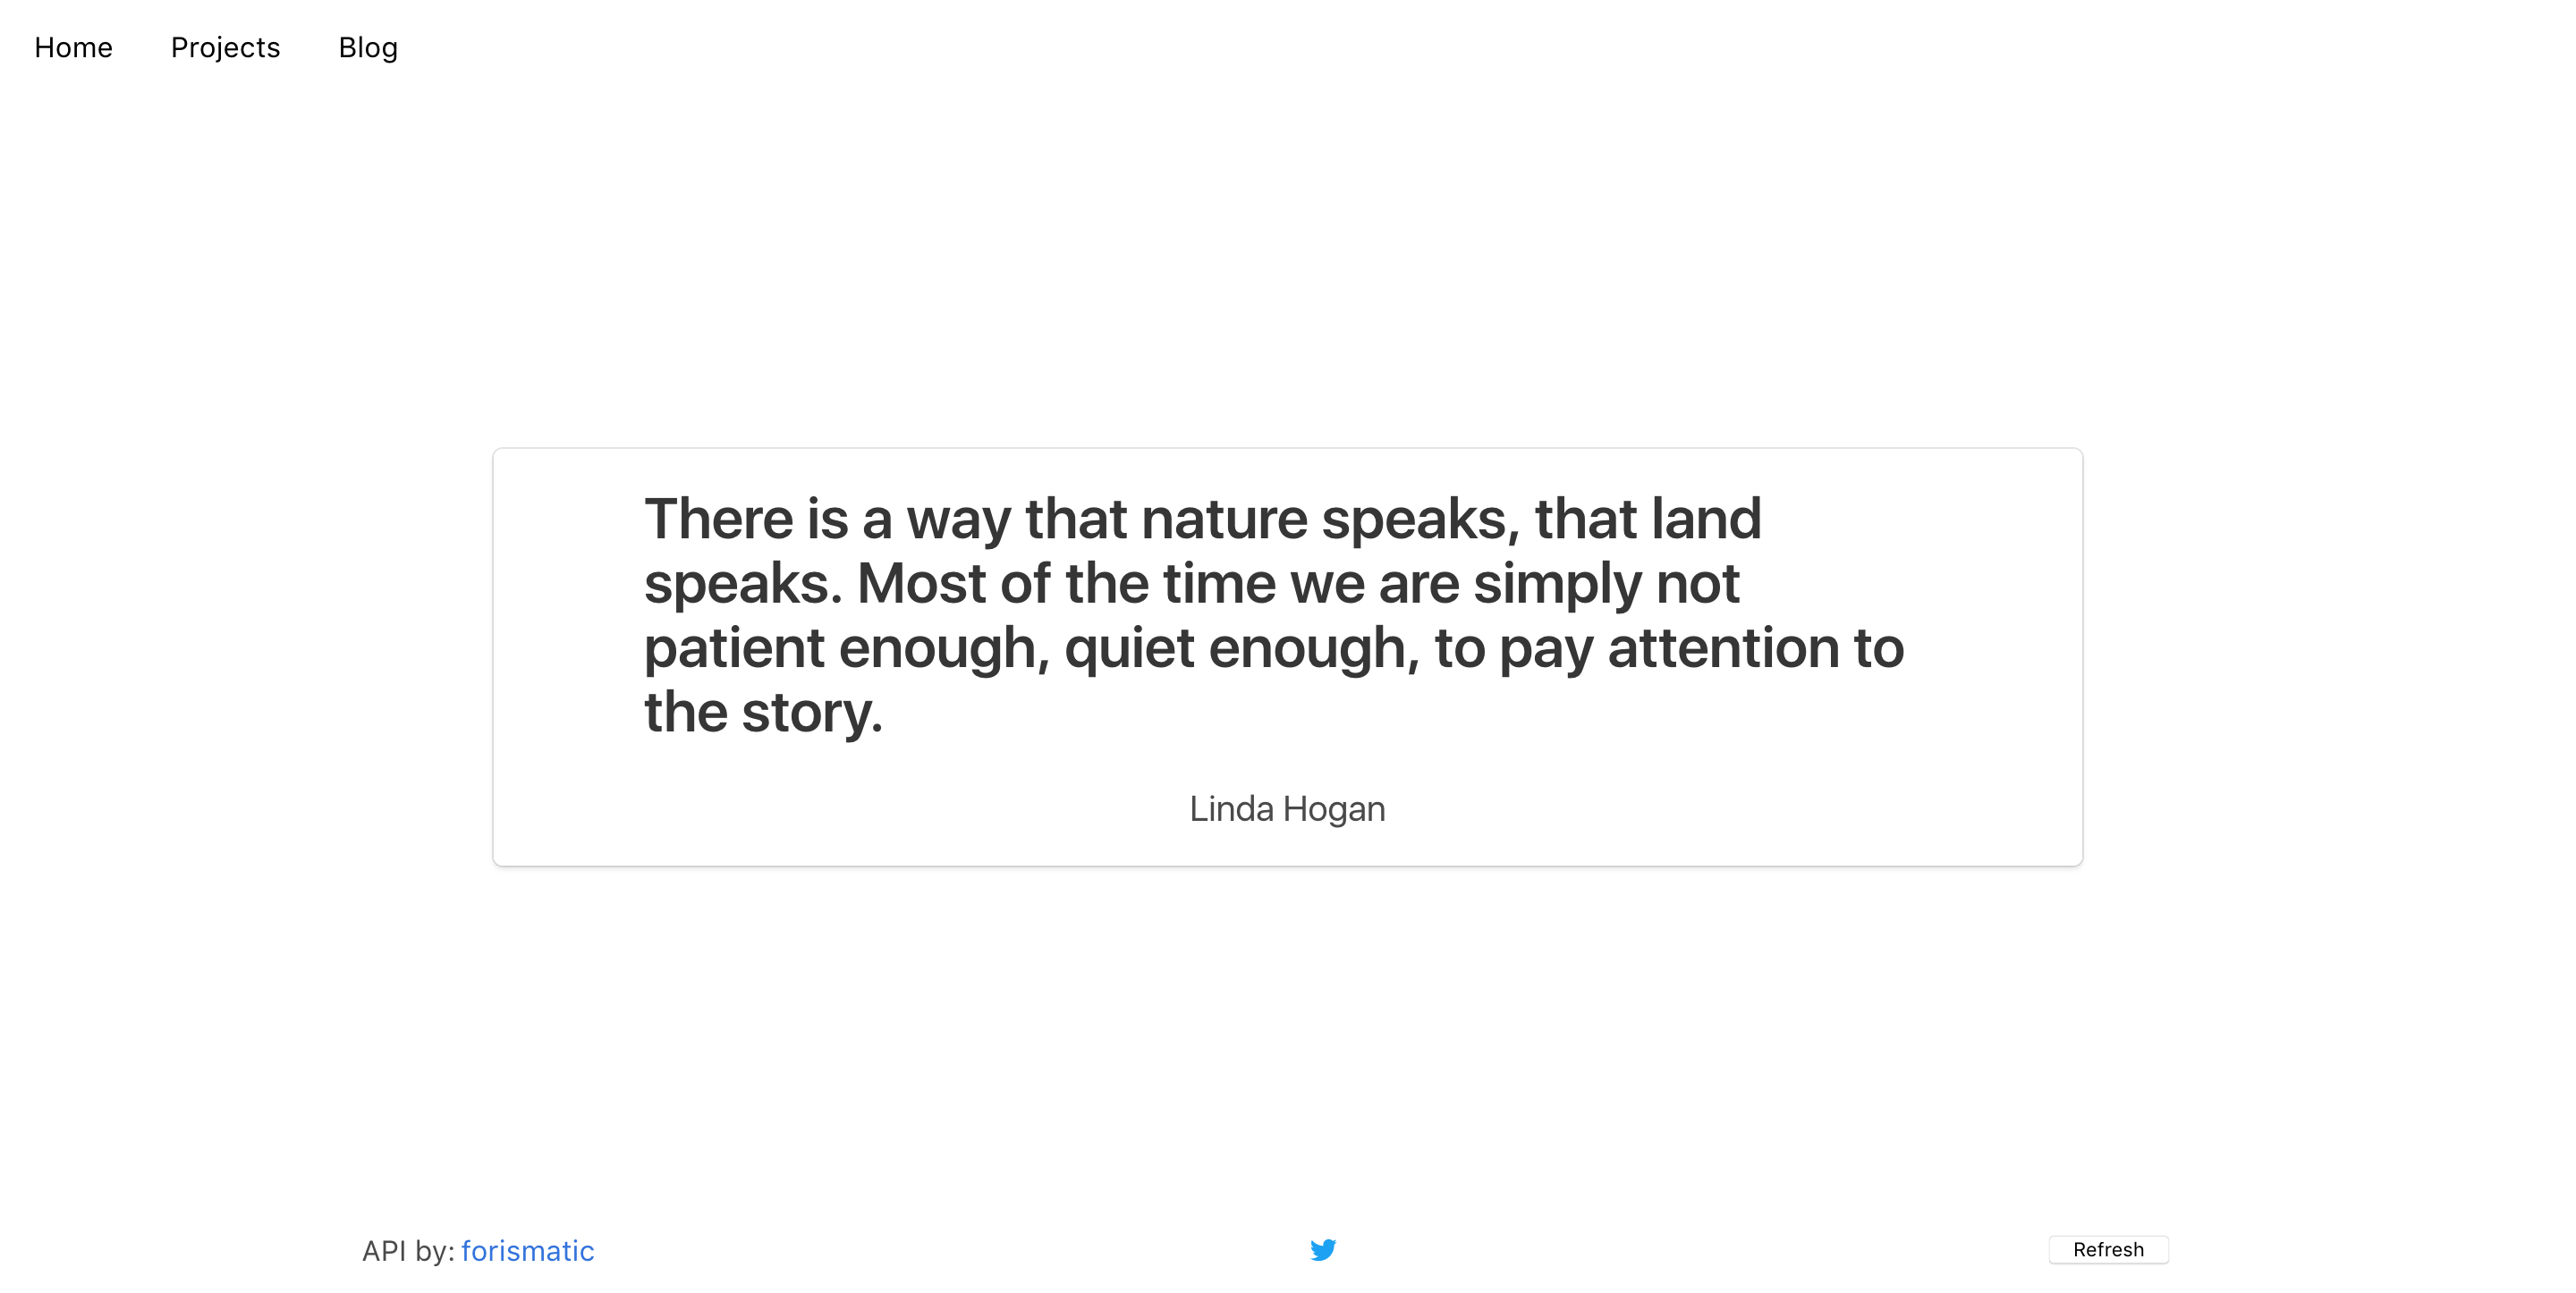 Home Projects Blog
There is a way that nature speaks, that land
speaks. Most of the time we are simply not
patient enough, quiet enough, to pay attention to
the story.
Linda Hogan
API by: forismatic
Refresh